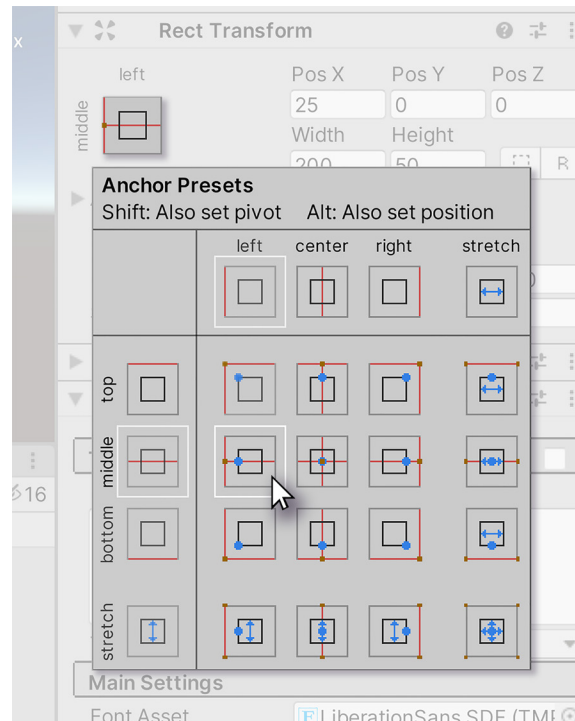 x
Rect Transform
left
Pos X Pos Y Pos Z
middle
25 0 0
Width Height
200 50
R
Anchor Presets
Shift: Also set pivot Alt: Also set position
left center right stretch
top
middle
bottom
stretch
16
Main Settings
Font Asset
LiberationSans SDF (TMP